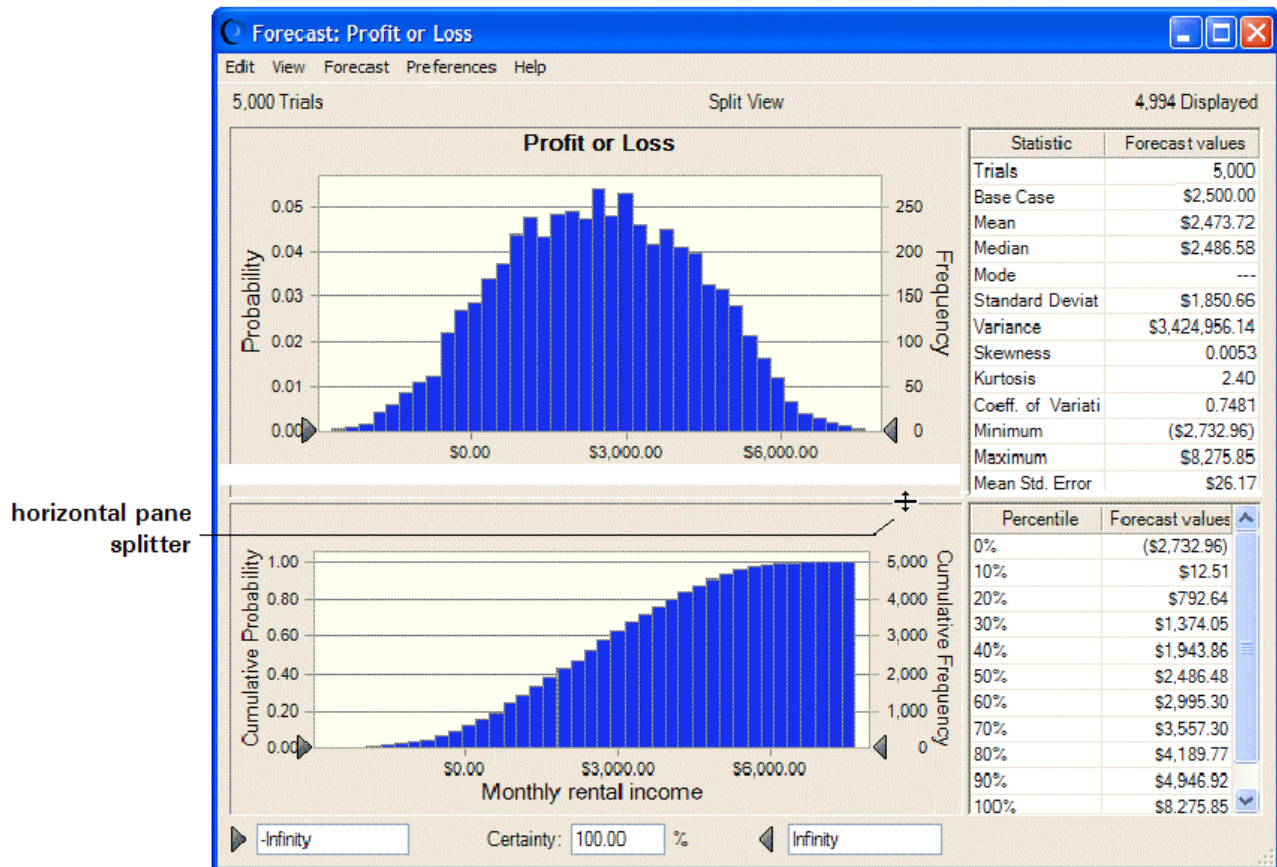 Forecast: Profit or Loss
Edit View Forecast Preferences Help
5,000 Trials Split View 4,994 Displayed
Profit or Loss
Probability
0.05
0.04
0.03
0.02
0.01
0.00
250
200
150
100
50
0
Frequency
$0.00 $3,000.00 $6,000.00
Statistic Forecast values
Trials 5,000
Base Case $2,500.00
Mean $2,473.72
Median $2,486.58
Mode ---
Standard Deviat $1,850.66
Variance $3,424,956.14
Skewness 0.0053
Kurtosis 2.40
Coeff. of Variati 0.7481
Minimum ($2,732.96)
Maximum $8,275.85
Mean Std. Error $26.17
horizontal pane
splitter
Cumulative Probability
1.00
0.80
0.60
0.40
0.20
0.00
5,000
4,000
3,000
2,000
1,000
0
Cumulative Frequency
$0.00 $3,000.00 $6,000.00
Monthly rental income
Percentile Forecast values
0% ($2,732.96)
10% $12.51
20% $792.64
30% $1,374.05
40% $1,943.86
50% $2,486.48
60% $2,995.30
70% $3,557.30
80% $4,189.77
90% $4,946.92
100% $8,275.85
-Infinity Certainty: 100.00 % Infinity